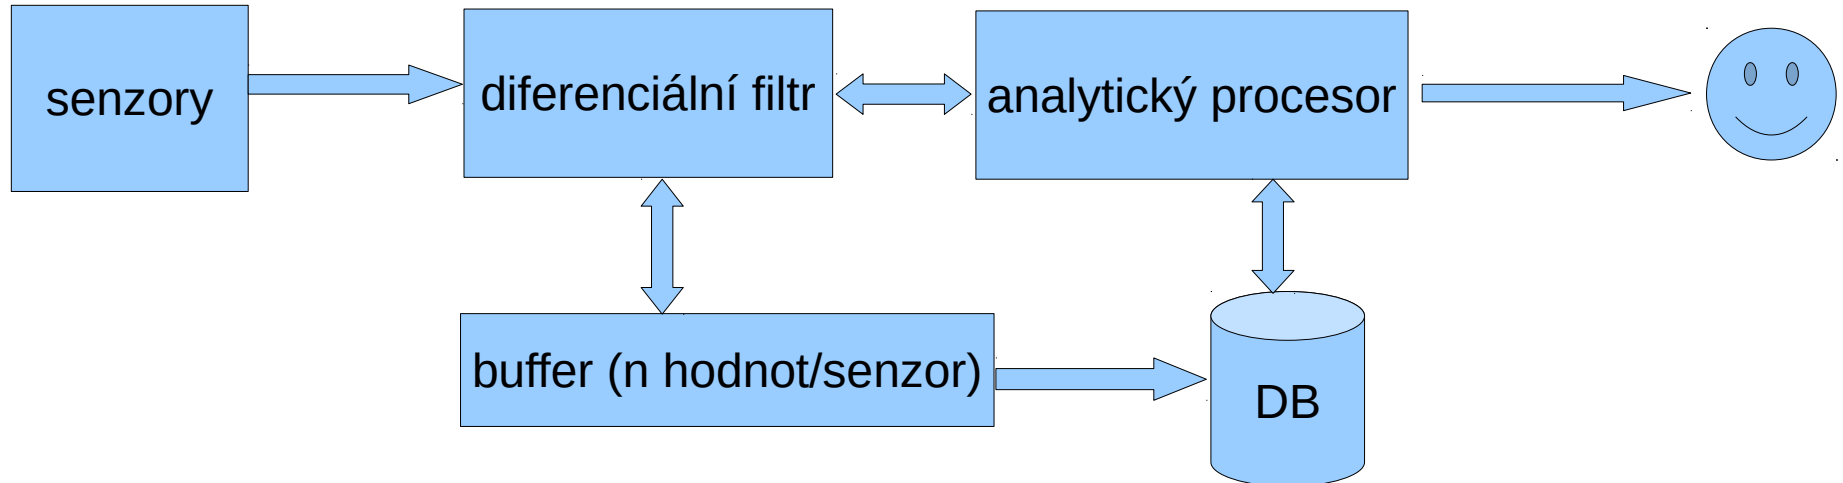 senzory
diferenciální filtr
analytický procesor
buffer (n hodnot/senzor)
DB